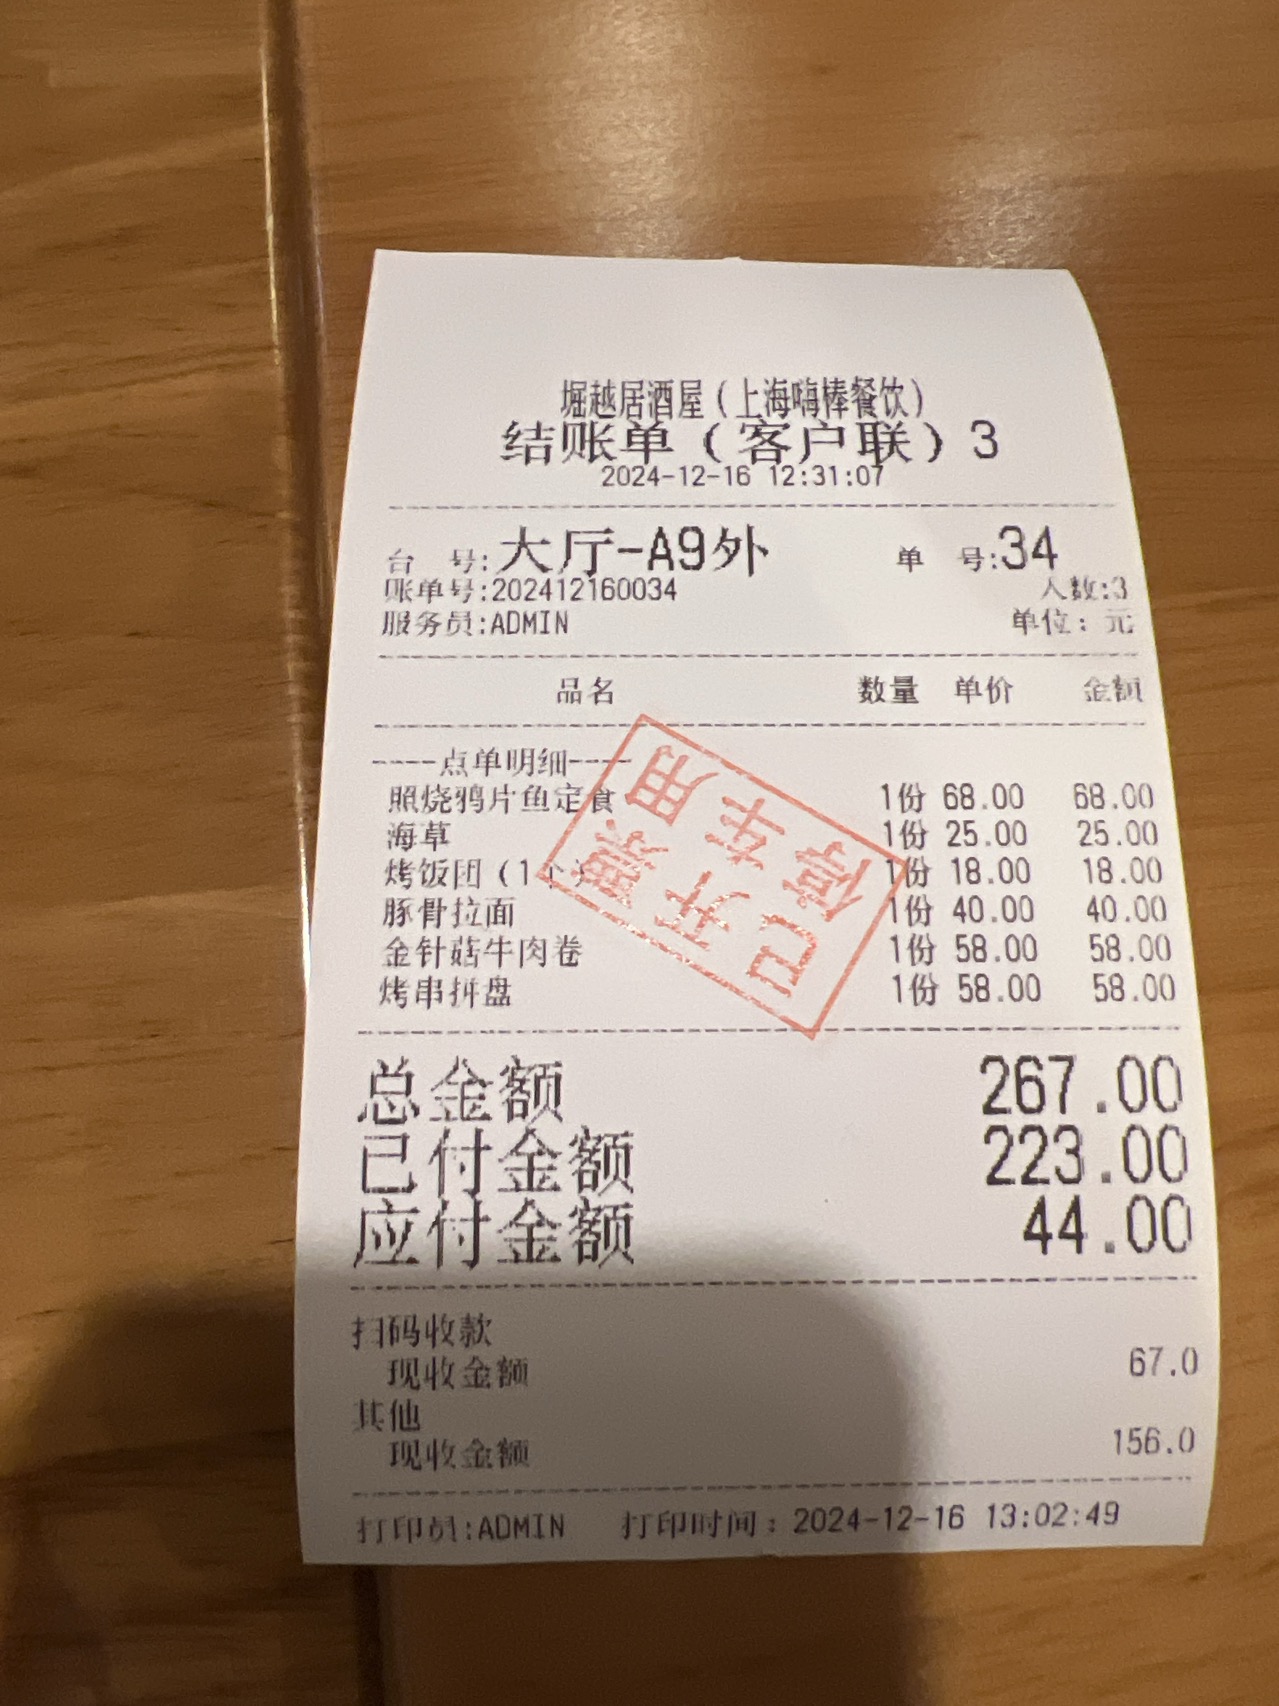 堀越居酒屋（上海嗨棒餐饮）
结账单（客户联）3
2024-12-16 12:31:07
台 号:大厅-A9外 单 号:34
账单号:202412160034 人数:3
服务员:ADMIN 单位：元
品名 数量 单价 金额
----点单明细----
照烧鸦片鱼定食 1份 68.00 68.00
海草 1份 25.00 25.00
烤饭团（1个） 1份 18.00 18.00
豚骨拉面 1份 40.00 40.00
金针菇牛肉卷 1份 58.00 58.00
烤串拼盘 1份 58.00 58.00
已开票
停车用
总金额 267.00
已付金额 223.00
应付金额 44.00
扫码收款
现收金额 67.0
其他
现收金额 156.0
打印员:ADMIN 打印时间：2024-12-16 13:02:49